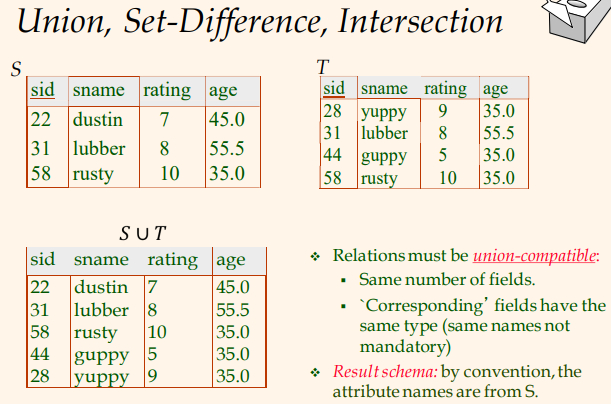 Union, Set-Difference, Intersection
S
sid sname rating age
22 dustin 7 45.0
31 lubber 8 55.5
58 rusty 10 35.0
T
sid sname rating age
28 yuppy 9 35.0
31 lubber 8 55.5
44 guppy 5 35.0
58 rusty 10 35.0
S ∪ T
sid sname rating age
22 dustin 7 45.0
31 lubber 8 55.5
58 rusty 10 35.0
44 guppy 5 35.0
28 yuppy 9 35.0
❖ Relations must be union-compatible:
▪ Same number of fields.
▪ `Corresponding’ fields have the
same type (same names not
mandatory)
❖ Result schema: by convention, the
attribute names are from S.